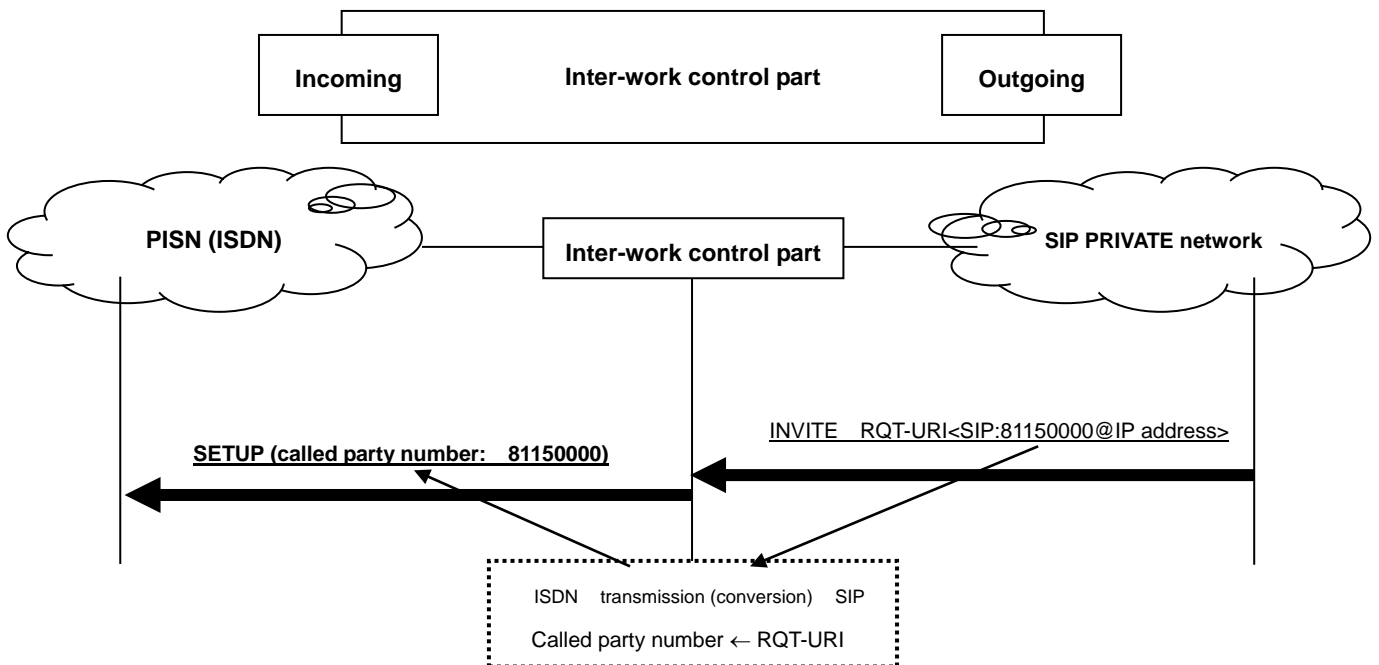 Incoming
Inter-work control part
Outgoing
PISN (ISDN)
Inter-work control part
SIP PRIVATE network
INVITE RQT-URI<SIP:81150000@IP address>
SETUP (called party number: 81150000)
ISDN transmission (conversion) SIP
Called party number ← RQT-URI